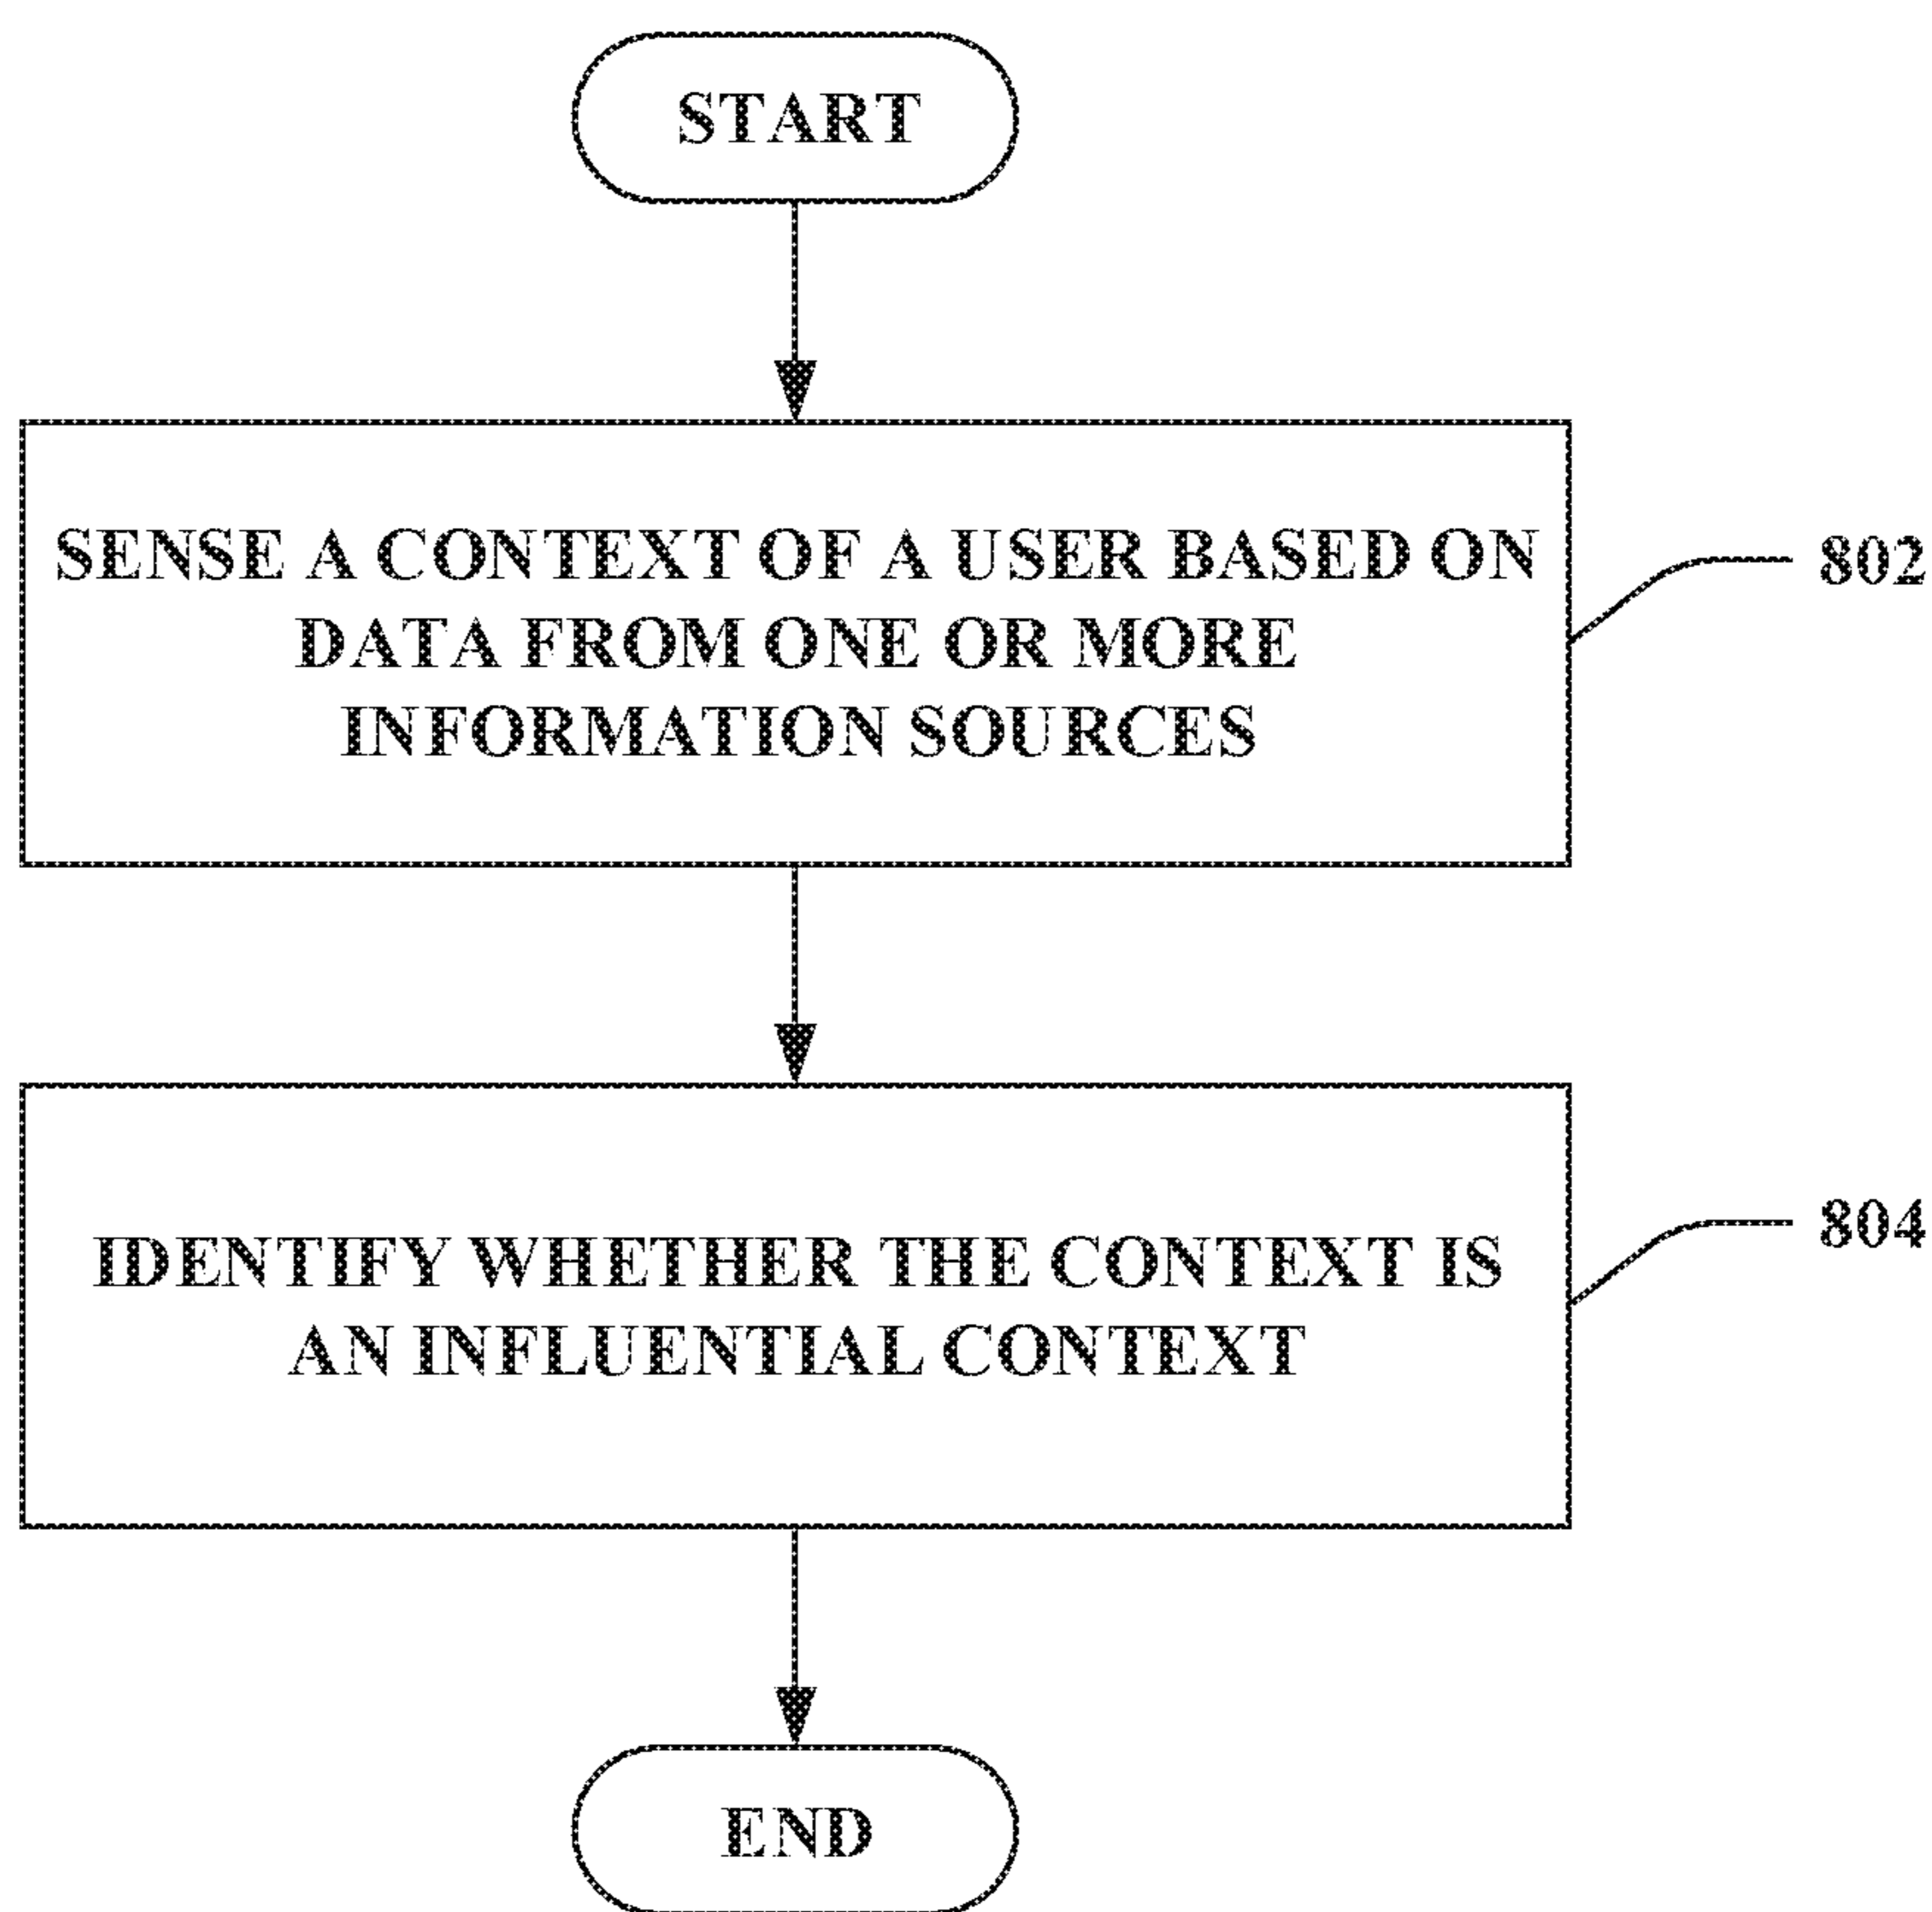 START
SENSE A CONTEXT OF A USER BASED ON
DATA FROM ONE OR MORE
INFORMATION SOURCES
802
IDENTIFY WHETHER THE CONTEXT IS
AN INFLUENTIAL CONTEXT
804
END